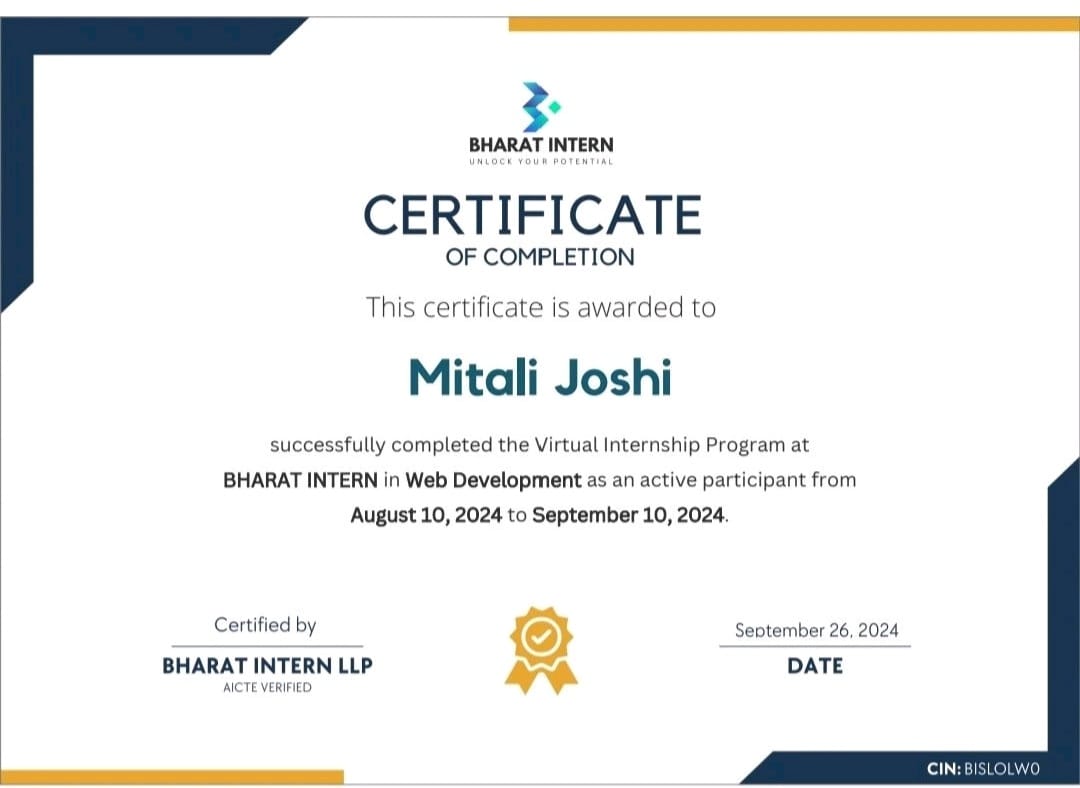 BHARAT INTERN
UNLOCK YOUR POTENTIAL
CERTIFICATE
OF COMPLETION
This certificate is awarded to
Mitali Joshi
successfully completed the Virtual Internship Program at
BHARAT INTERN in Web Development as an active participant from
August 10, 2024 to September 10, 2024.
Certified by
BHARAT INTERN LLP
AICTE VERIFIED
September 26, 2024
DATE
CIN: BISLOLW0